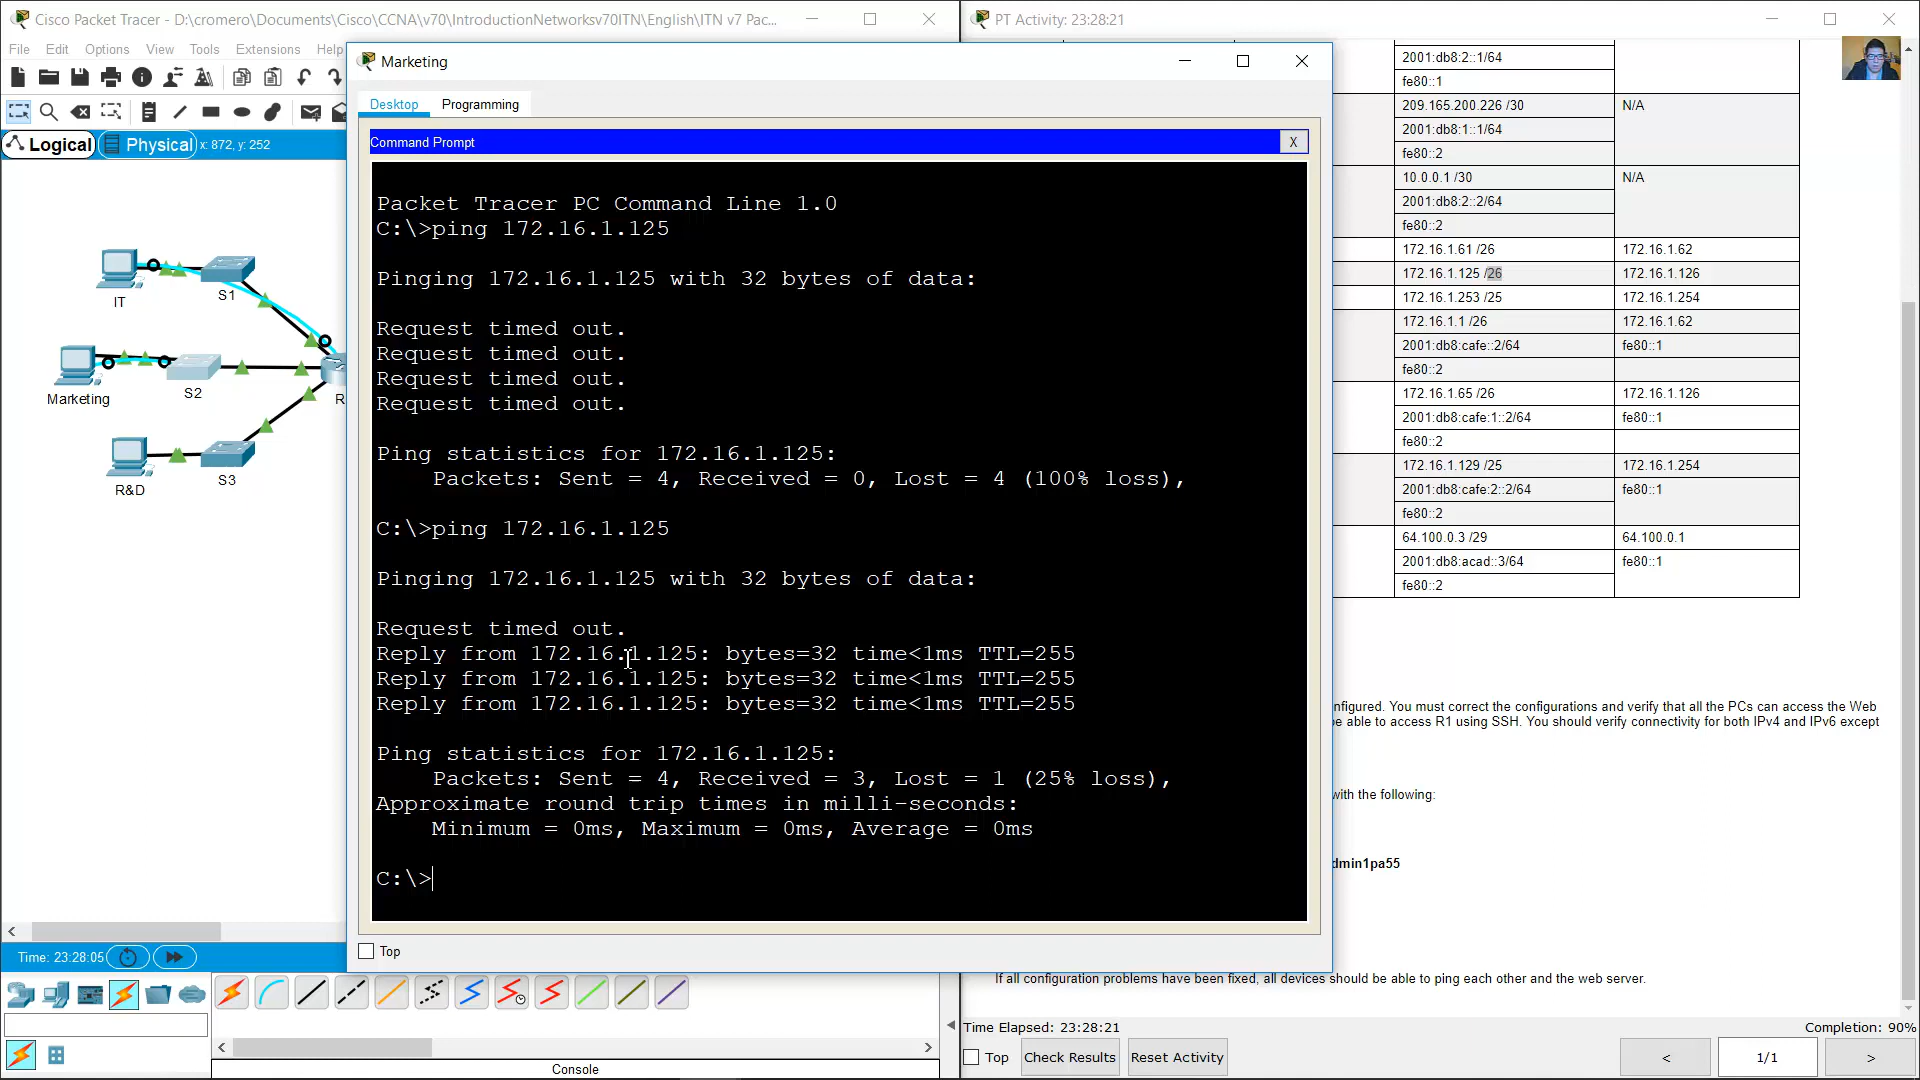 Cisco Packet Tracer - D:\cromero\Documents\Cisco\CCNA\v70\IntroductionNetworksv70ITN\English\ITN v7 Pac...
File Edit Options View Tools Extensions Help
Logical Physical x: 872, y: 252
IT
S1
Marketing
S2
R
R&D
S3
Time: 23:28:05
Console
Marketing
Desktop Programming
Command Prompt X
Packet Tracer PC Command Line 1.0
C:\>ping 172.16.1.125
Pinging 172.16.1.125 with 32 bytes of data:
Request timed out.
Request timed out.
Request timed out.
Request timed out.
Ping statistics for 172.16.1.125:
Packets: Sent = 4, Received = 0, Lost = 4 (100% loss),
C:\>ping 172.16.1.125
Pinging 172.16.1.125 with 32 bytes of data:
Request timed out.
Reply from 172.16.1.125: bytes=32 time<1ms TTL=255
Reply from 172.16.1.125: bytes=32 time<1ms TTL=255
Reply from 172.16.1.125: bytes=32 time<1ms TTL=255
Ping statistics for 172.16.1.125:
Packets: Sent = 4, Received = 3, Lost = 1 (25% loss),
Approximate round trip times in milli-seconds:
Minimum = 0ms, Maximum = 0ms, Average = 0ms
C:\>
Top
PT Activity: 23:28:21
2001:db8:2::1/64
fe80::1
209.165.200.226 /30 N/A
2001:db8:1::1/64
fe80::2
10.0.0.1 /30 N/A
2001:db8:2::2/64
fe80::2
172.16.1.61 /26 172.16.1.62
172.16.1.125 /26 172.16.1.126
172.16.1.253 /25 172.16.1.254
172.16.1.1 /26 172.16.1.62
2001:db8:cafe::2/64 fe80::1
fe80::2
172.16.1.65 /26 172.16.1.126
2001:db8:cafe:1::2/64 fe80::1
fe80::2
172.16.1.129 /25 172.16.1.254
2001:db8:cafe:2::2/64 fe80::1
fe80::2
64.100.0.3 /29 64.100.0.1
2001:db8:acad::3/64 fe80::1
fe80::2
nfigured. You must correct the configurations and verify that all the PCs can access the Web
be able to access R1 using SSH. You should verify connectivity for both IPv4 and IPv6 except
with the following:
dmin1pa55
If all configuration problems have been fixed, all devices should be able to ping each other and the web server.
Time Elapsed: 23:28:21 Completion: 90%
Top Check Results Reset Activity < 1/1 >